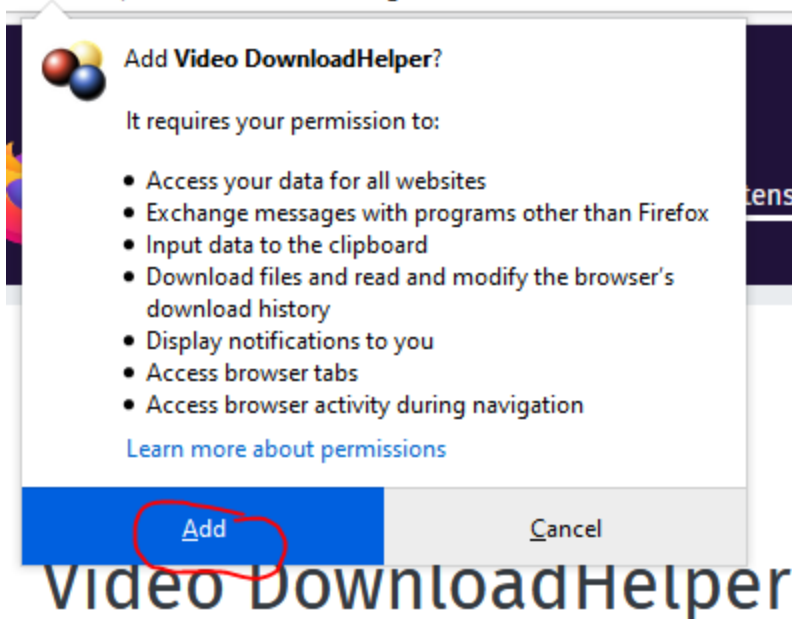 Add Video DownloadHelper?
It requires your permission to:
• Access your data for all websites
• Exchange messages with programs other than Firefox
• Input data to the clipboard
• Download files and read and modify the browser's
download history
• Display notifications to you
• Access browser tabs
• Access browser activity during navigation
Learn more about permissions
Add
Cancel
Video DownloadHelper